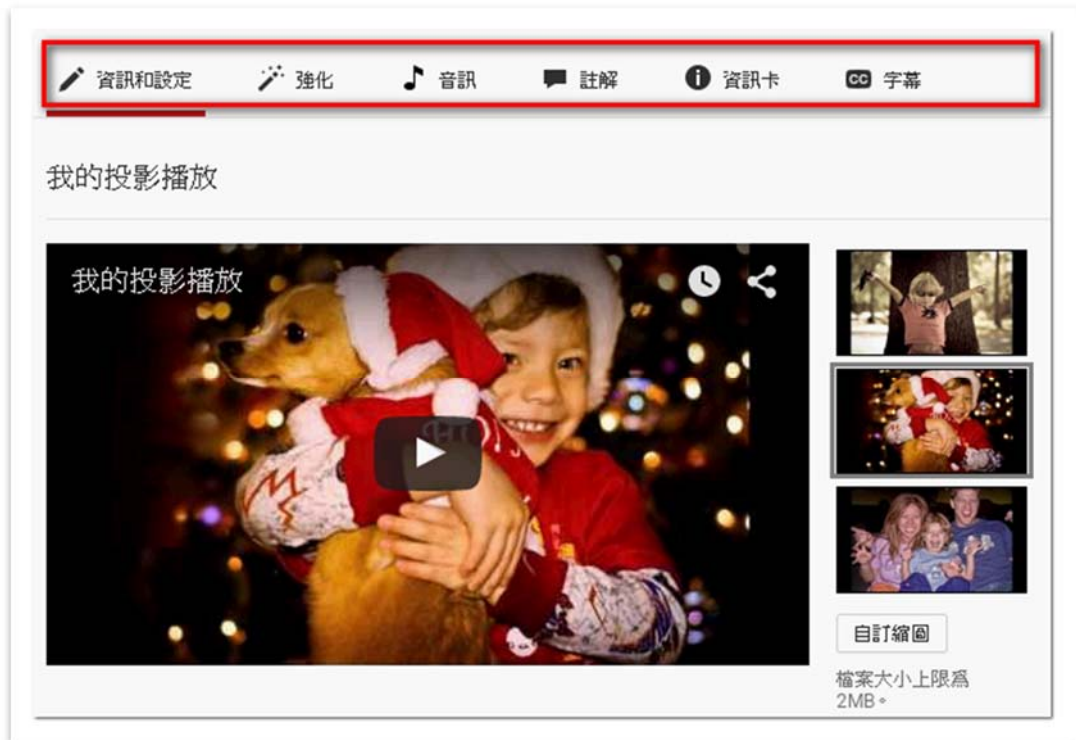 資訊和設定 強化 音訊 註解 資訊卡 CC 字幕
我的投影播放
我的投影播放
自訂縮圖
檔案大小上限為
2MB。